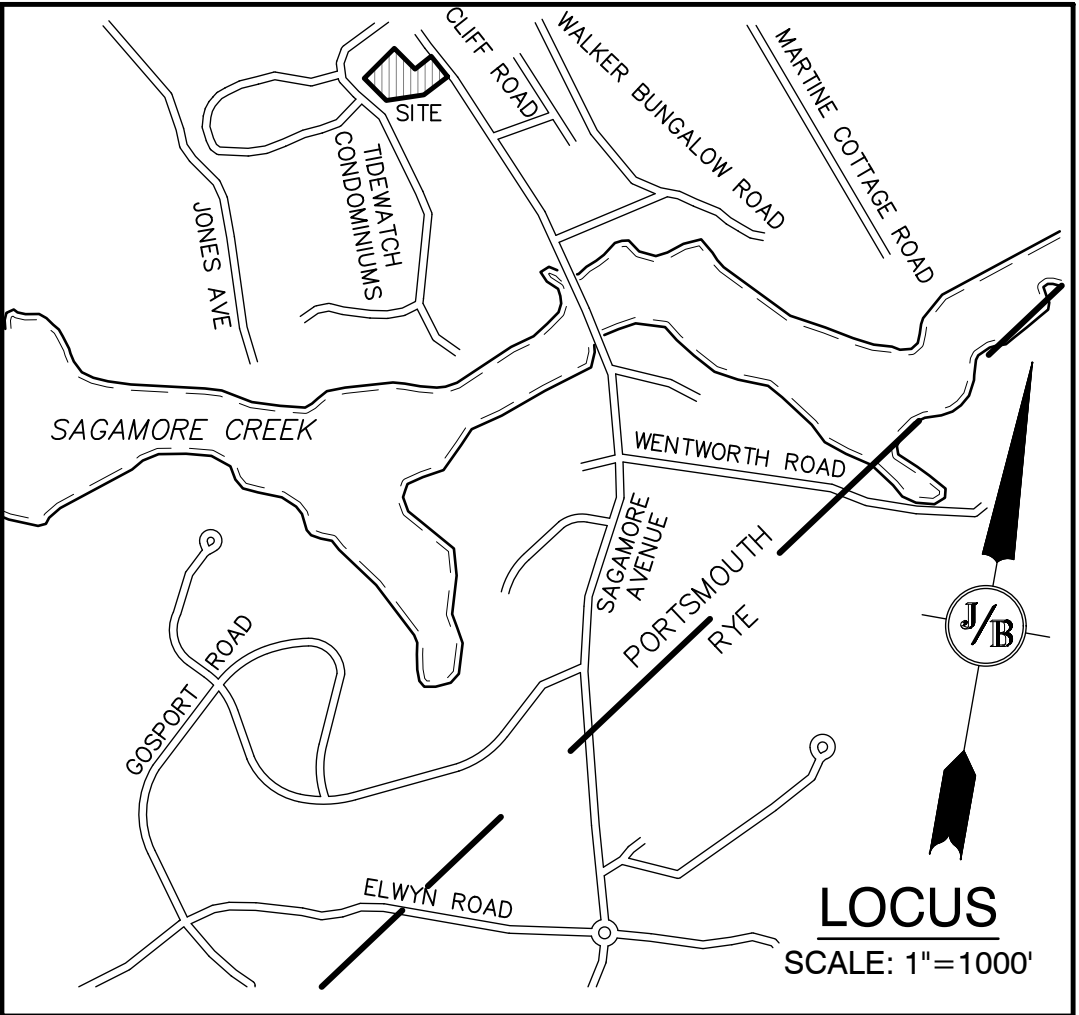 CLIFF ROAD
WALKER BUNGALOW ROAD
MARTINE COTTAGE ROAD
SITE
TIDEWATCH
CONDOMINIUMS
JONES AVE
SAGAMORE CREEK
WENTWORTH ROAD
SAGAMORE
AVENUE
PORTSMOUTH
RYE
J/B
GOSPORT ROAD
ELWYN ROAD
LOCUS
SCALE: 1"=1000'